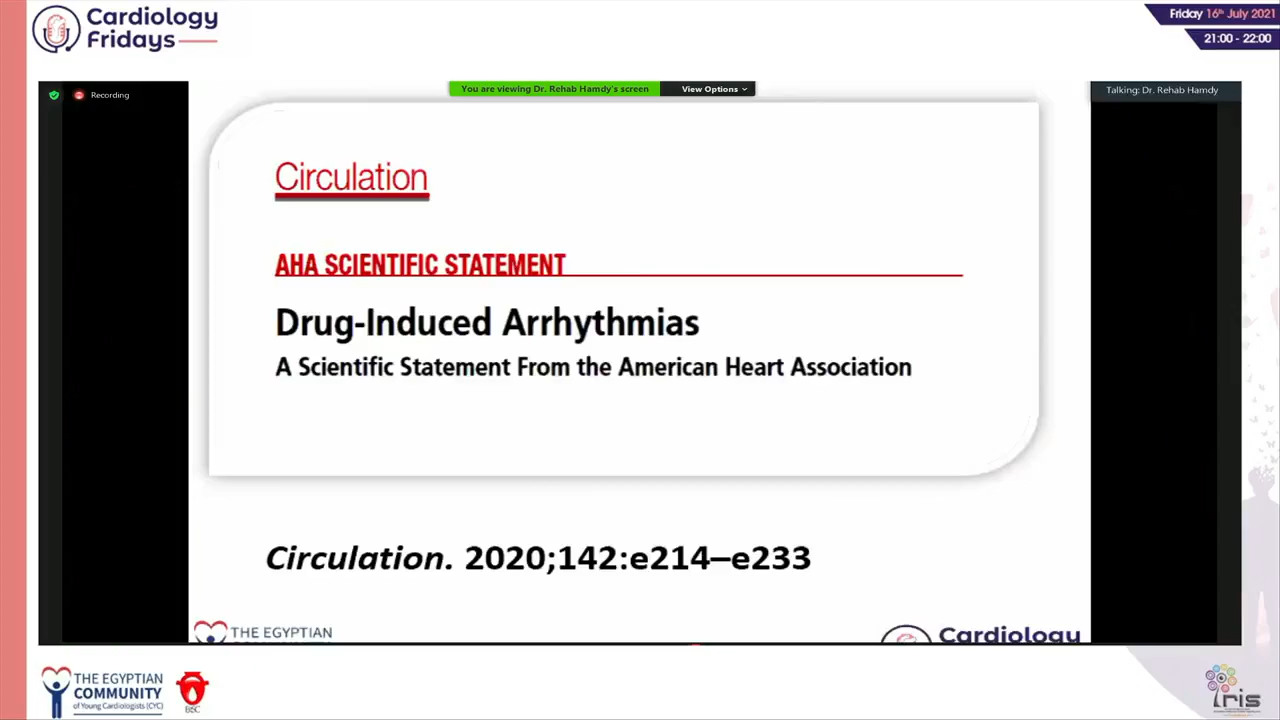 Cardiology
Fridays
Friday 16th July 2021
21:00 - 22:00
Recording
You are viewing Dr. Rehab Hamdy's screen
View Options
Talking: Dr. Rehab Hamdy
Circulation
AHA SCIENTIFIC STATEMENT
Drug-Induced Arrhythmias
A Scientific Statement From the American Heart Association
Circulation. 2020;142:e214–e233
THE EGYPTIAN
Cardiology
THE EGYPTIAN
COMMUNITY
of Young Cardiologists (CYC)
BSC
Iris